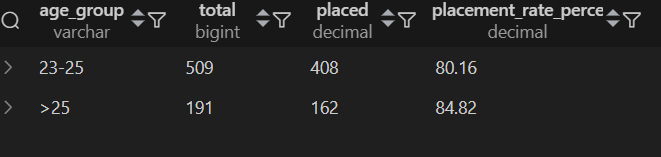 age_group total placed placement_rate_perce
varchar bigint decimal decimal
23-25 509 408 80.16
>25 191 162 84.82